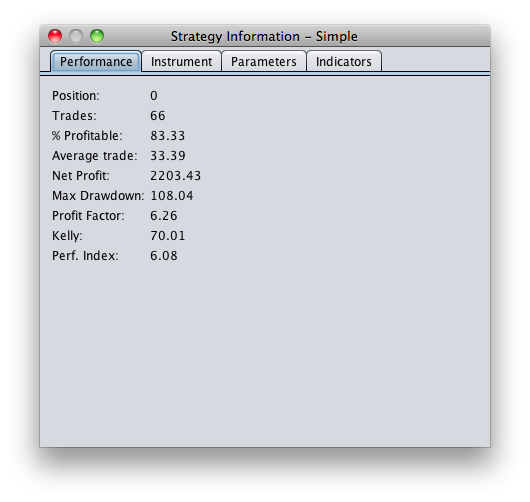 Strategy Information – Simple
Performance Instrument Parameters Indicators
Position: 0
Trades: 66
% Profitable: 83.33
Average trade: 33.39
Net Profit: 2203.43
Max Drawdown: 108.04
Profit Factor: 6.26
Kelly: 70.01
Perf. Index: 6.08